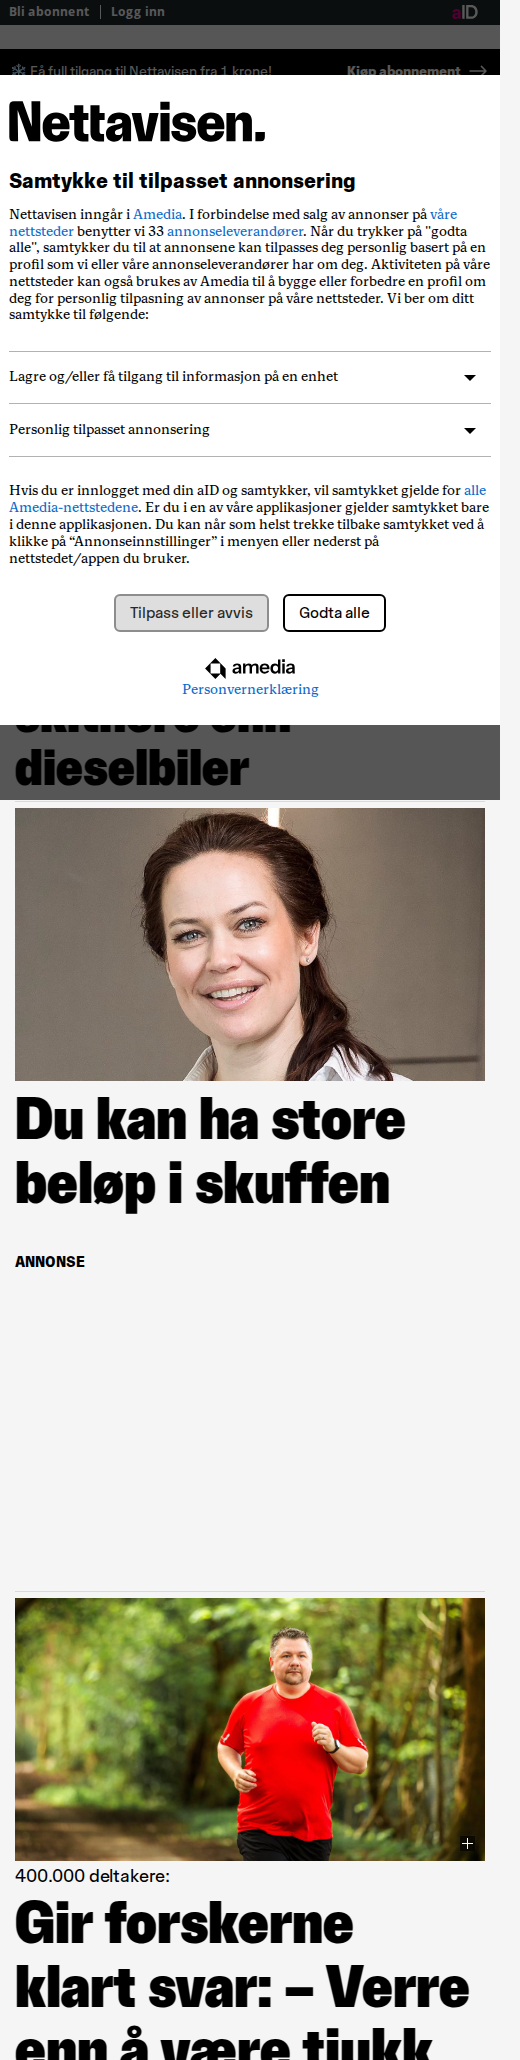 Bli abonnent | Logg inn
aID
Få full tilgang til Nettavisen fra 1 krone!
Kjøp abonnement →
Nettavisen.
Samtykke til tilpasset annonsering
Nettavisen inngår i Amedia. I forbindelse med salg av annonser på våre
nettsteder benytter vi 33 annonseleverandører. Når du trykker på "godta
alle", samtykker du til at annonsene kan tilpasses deg personlig basert på en
profil som vi eller våre annonseleverandører har om deg. Aktiviteten på våre
nettsteder kan også brukes av Amedia til å bygge eller forbedre en profil om
deg for personlig tilpasning av annonser på våre nettsteder. Vi ber om ditt
samtykke til følgende:
Lagre og/eller få tilgang til informasjon på en enhet
Personlig tilpasset annonsering
Hvis du er innlogget med din aID og samtykker, vil samtykket gjelde for alle
Amedia-nettstedene. Er du i en av våre applikasjoner gjelder samtykket bare
i denne applikasjonen. Du kan når som helst trekke tilbake samtykket ved å
klikke på “Annonseinnstillinger” i menyen eller nederst på
nettstedet/appen du bruker.
Tilpass eller avvis
Godta alle
amedia
Personvernerklæring
dieselbiler
Du kan ha store
beløp i skuffen
ANNONSE
400.000 deltakere:
Gir forskerne
klart svar: – Verre
enn å være tjukk